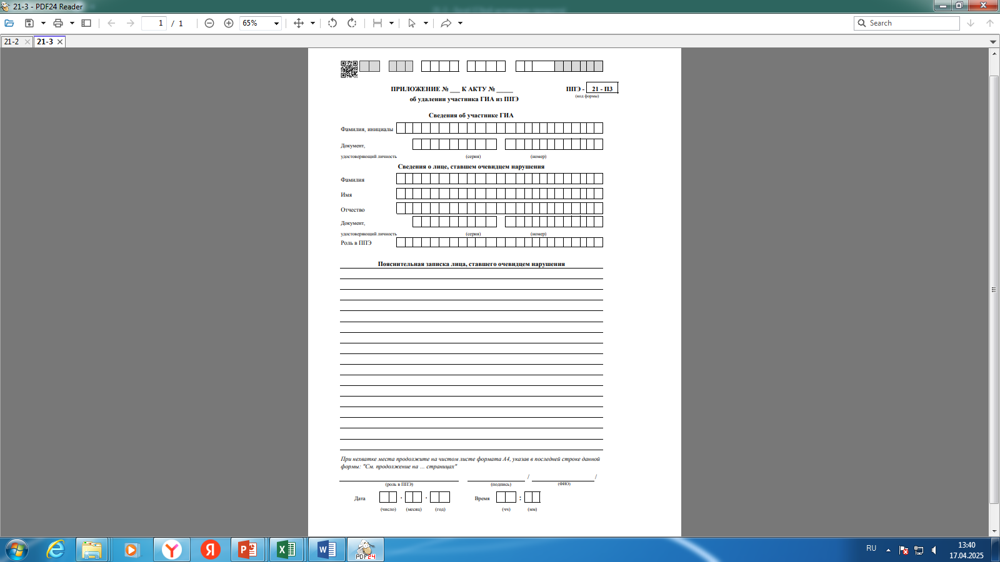 21-3 - PDF24 Reader
1 / 1
65%
Search
21-2
21-3
ПРИЛОЖЕНИЕ № ___ К АКТУ № _____
ППЭ - 21 - П3
(код формы)
об удалении участника ГИА из ППЭ
Сведения об участнике ГИА
Фамилия, инициалы
Документ,
удостоверяющий личность (серия) (номер)
Сведения о лице, ставшем очевидцем нарушения
Фамилия
Имя
Отчество
Документ,
удостоверяющий личность (серия) (номер)
Роль в ППЭ
Пояснительная записка лица, ставшего очевидцем нарушения
При нехватке места продолжите на чистом листе формата А4, указав в последней строке данной
формы: "См. продолжение на ... страницах"
/ /
(роль в ППЭ) (подпись) (ФИО)
Дата . . Время :
(число) (месяц) (год) (чч) (мм)
RU
13:40
17.04.2025
PDF24